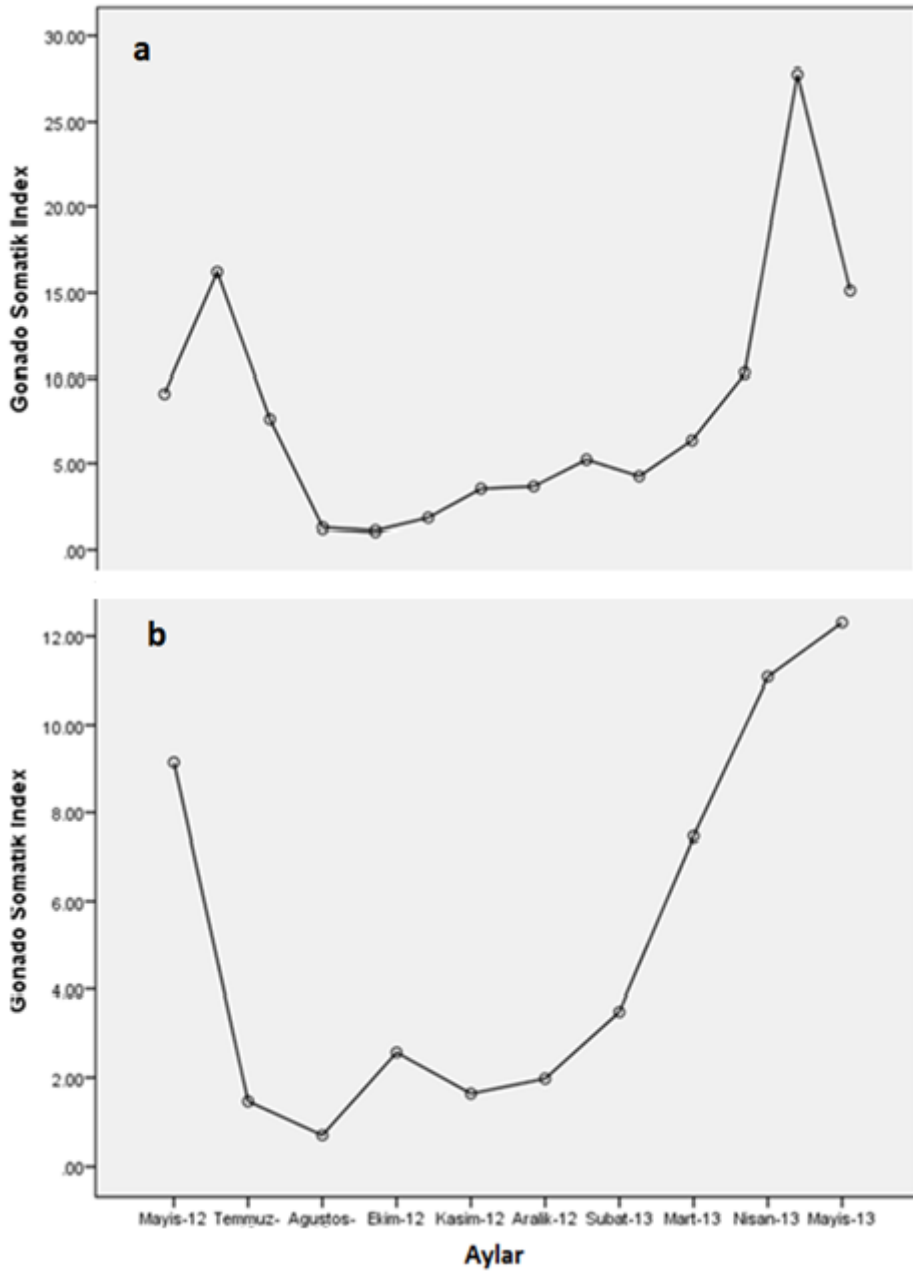 a
30.00
25.00
20.00
15.00
10.00
5.00
.00
Gonado Somatik Index
b
12.00
10.00
8.00
6.00
4.00
2.00
.00
Gonado Somatik Index
Mayis-12 Temmuz- Agustos- Ekim-12 Kasim-12 Aralik-12 Subat-13 Mart-13 Nisan-13 Mayis-13
Aylar